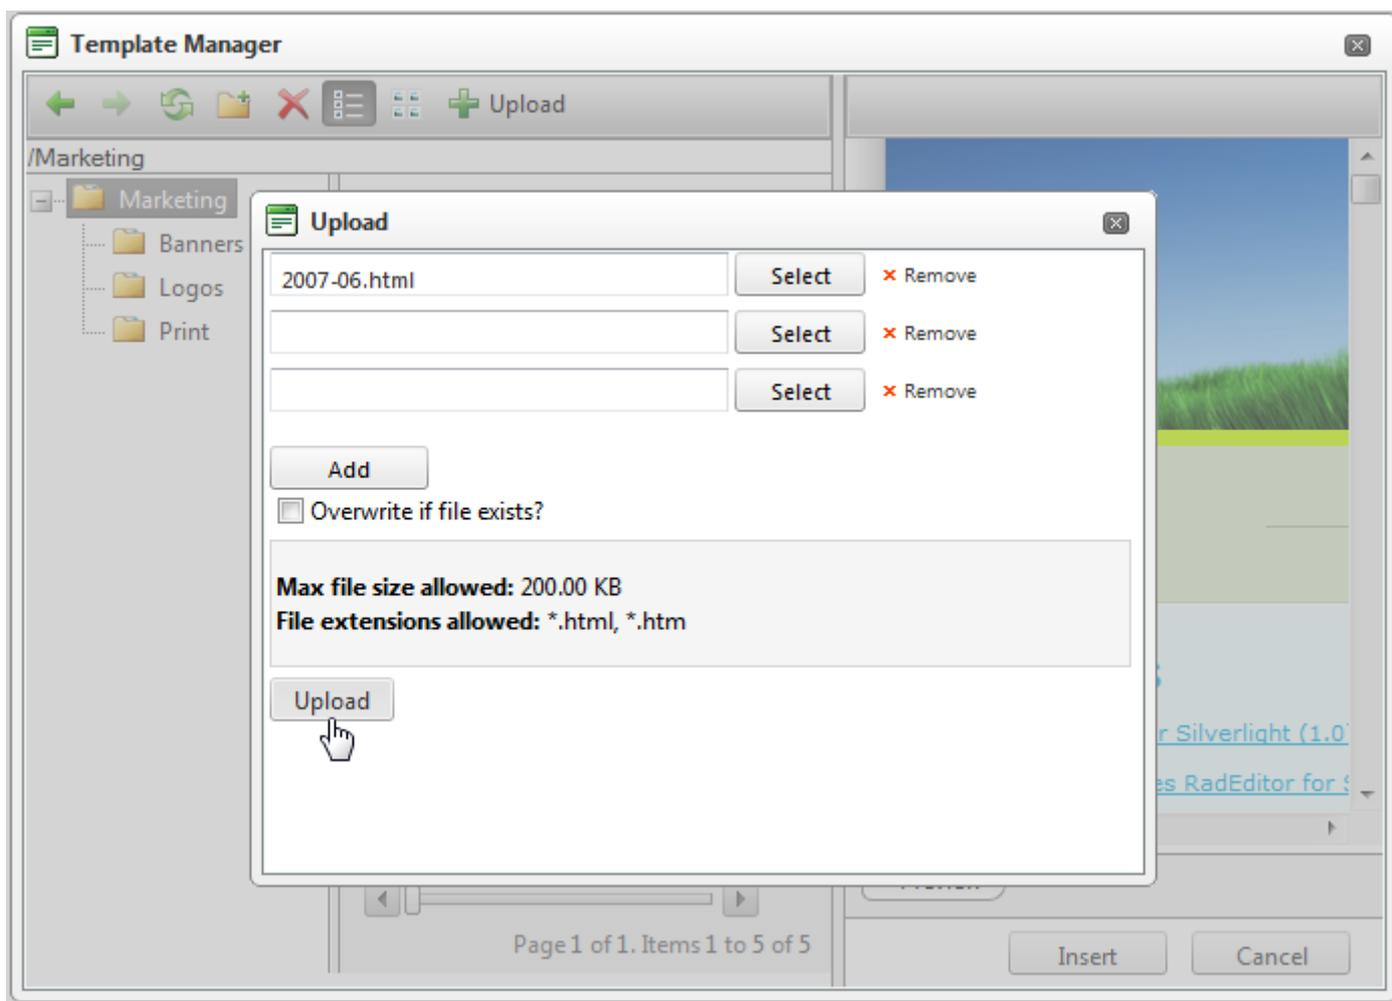 Template Manager
Upload
/Marketing
Marketing
Banners
Logos
Print
Upload
2007-06.html Select Remove
Select Remove
Select Remove
Add
Overwrite if file exists?
Max file size allowed: 200.00 KB
File extensions allowed: *.html, *.htm
Upload
r Silverlight (1.0
es RadEditor for
Page 1 of 1. Items 1 to 5 of 5
Insert Cancel